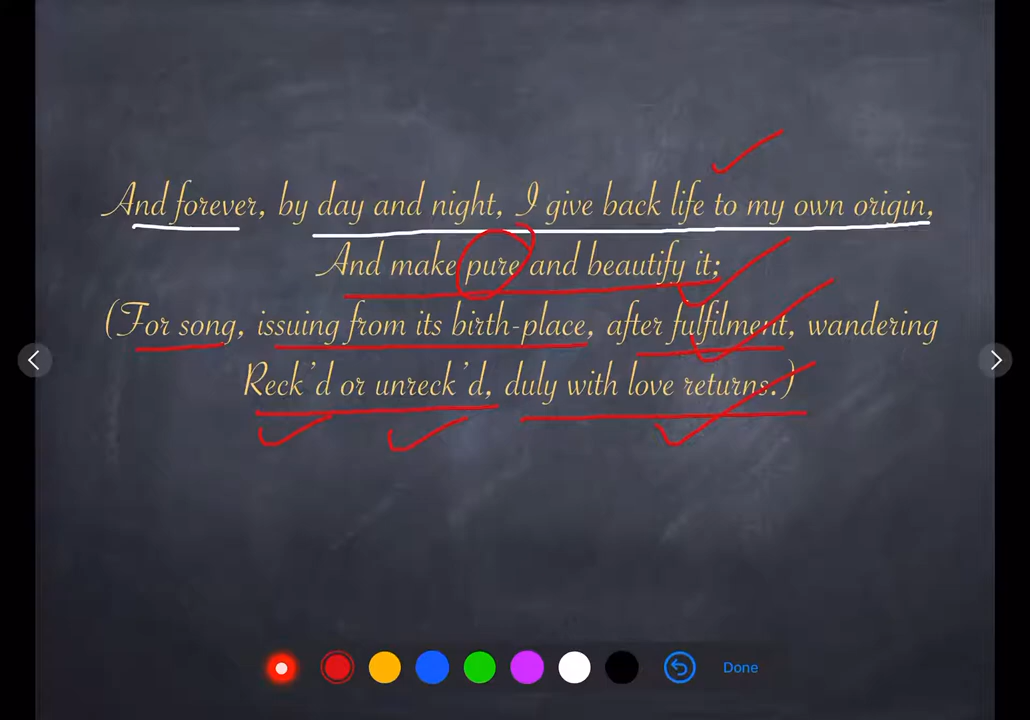 And forever, by day and night, I give back life to my own origin,
And make pure and beautify it;
(For song, issuing from its birth-place, after fulfilment, wandering
Reck'd or unreck'd, duly with love returns.)
Done